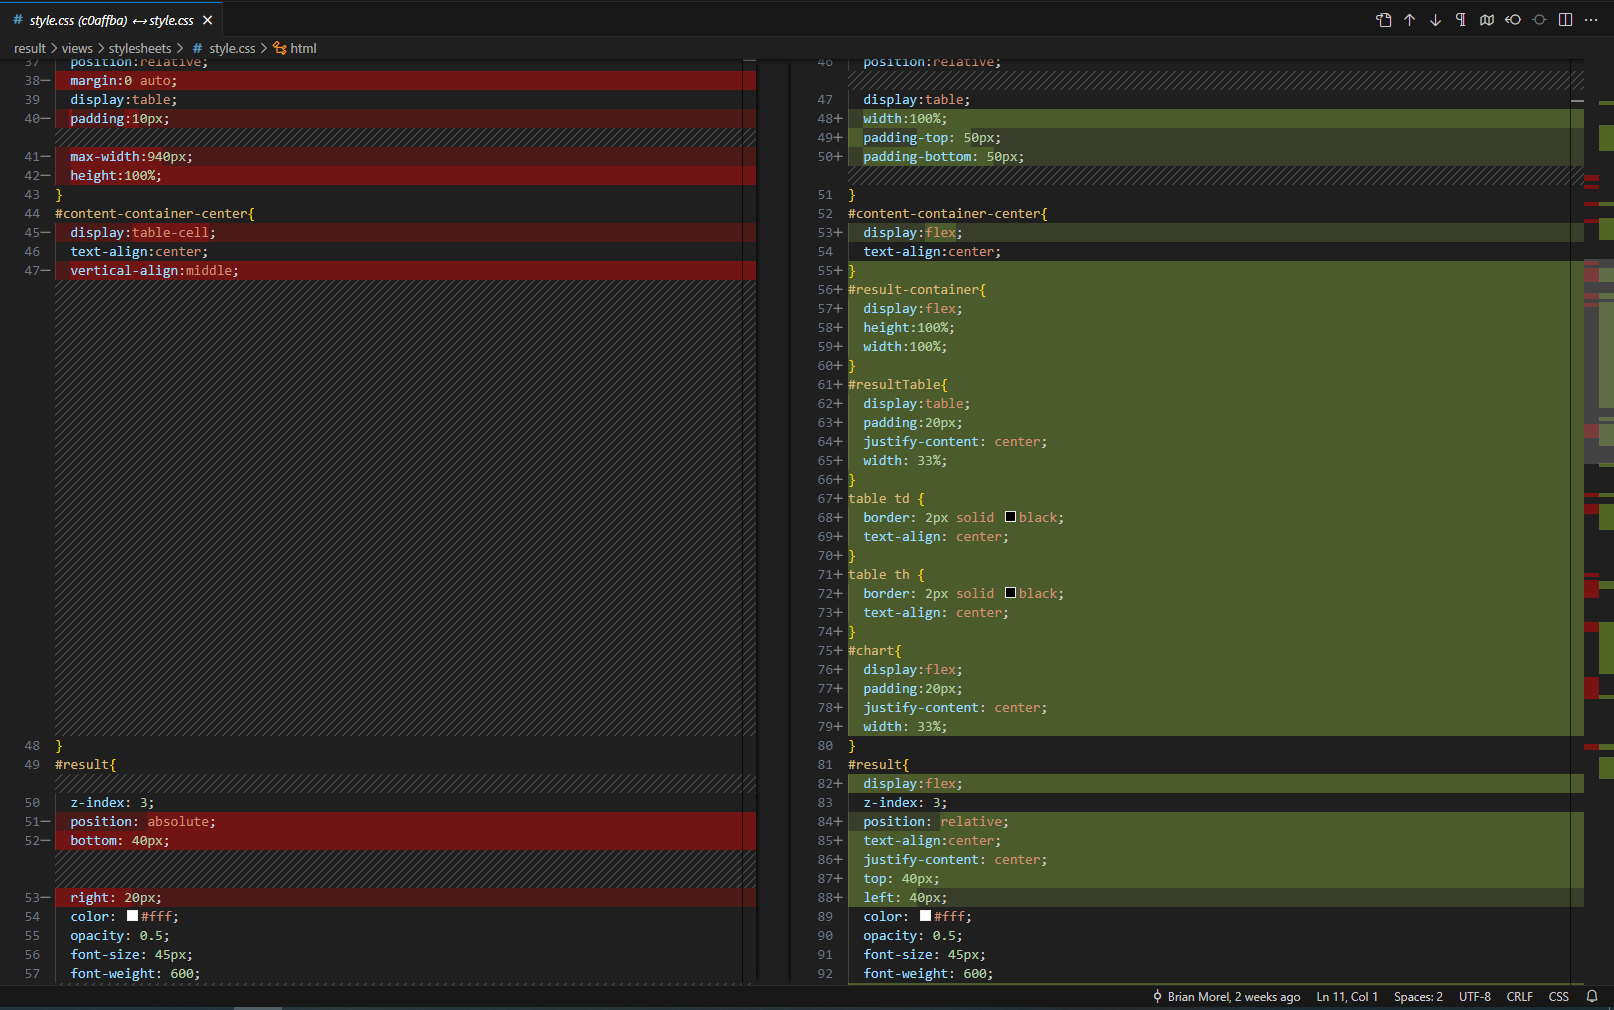 # style.css (c0affba) ↔ style.css ×
result > views > stylesheets > # style.css > html
37 position:relative;
38− margin:0 auto;
39 display:table;
40− padding:10px;
41− max-width:940px;
42− height:100%;
43 }
44 #content-container-center{
45− display:table-cell;
46 text-align:center;
47− vertical-align:middle;
48 }
49 #result{
50 z-index: 3;
51− position: absolute;
52− bottom: 40px;
53− right: 20px;
54 color: #fff;
55 opacity: 0.5;
56 font-size: 45px;
57 font-weight: 600;
46 position:relative;
47 display:table;
48+ width:100%;
49+ padding-top: 50px;
50+ padding-bottom: 50px;
51 }
52 #content-container-center{
53+ display:flex;
54 text-align:center;
55+ }
56+ #result-container{
57+ display:flex;
58+ height:100%;
59+ width:100%;
60+ }
61+ #resultTable{
62+ display:table;
63+ padding:20px;
64+ justify-content: center;
65+ width: 33%;
66+ }
67+ table td {
68+ border: 2px solid black;
69+ text-align: center;
70+ }
71+ table th {
72+ border: 2px solid black;
73+ text-align: center;
74+ }
75+ #chart{
76+ display:flex;
77+ padding:20px;
78+ justify-content: center;
79+ width: 33%;
80 }
81 #result{
82+ display:flex;
83 z-index: 3;
84+ position: relative;
85+ text-align:center;
86+ justify-content: center;
87+ top: 40px;
88+ left: 40px;
89 color: #fff;
90 opacity: 0.5;
91 font-size: 45px;
92 font-weight: 600;
Brian Morel, 2 weeks ago Ln 11, Col 1 Spaces: 2 UTF-8 CRLF CSS